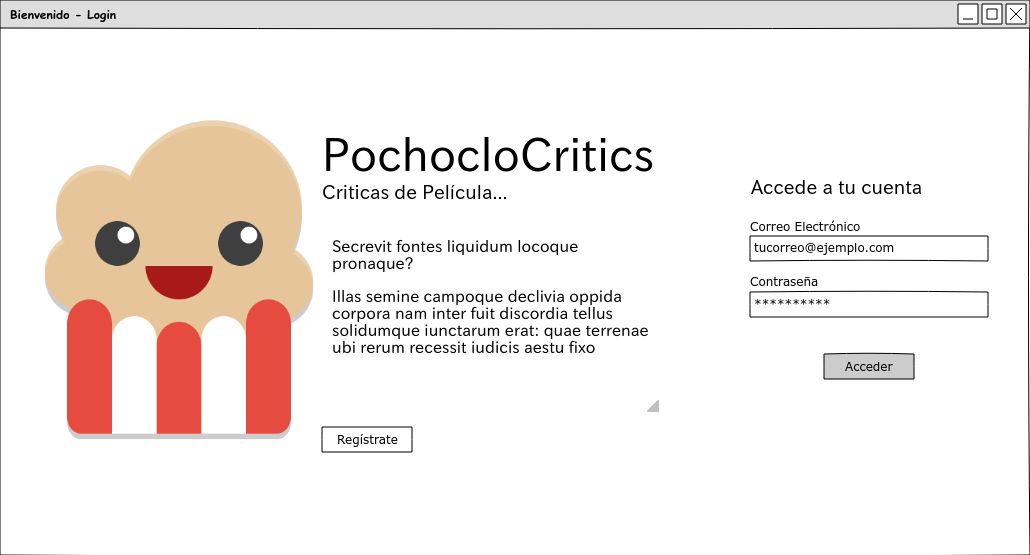 Bienvenido - Login
PochocloCritics
Criticas de Película...
Secrevit fontes liquidum locoque
pronaque?
Illas semine campoque declivia oppida
corpora nam inter fuit discordia tellus
solidumque iunctarum erat: quae terrenae
ubi rerum recessit iudicis aestu fixo
Regístrate
Accede a tu cuenta
Correo Electrónico
tucorreo@ejemplo.com
Contraseña
**********
Acceder